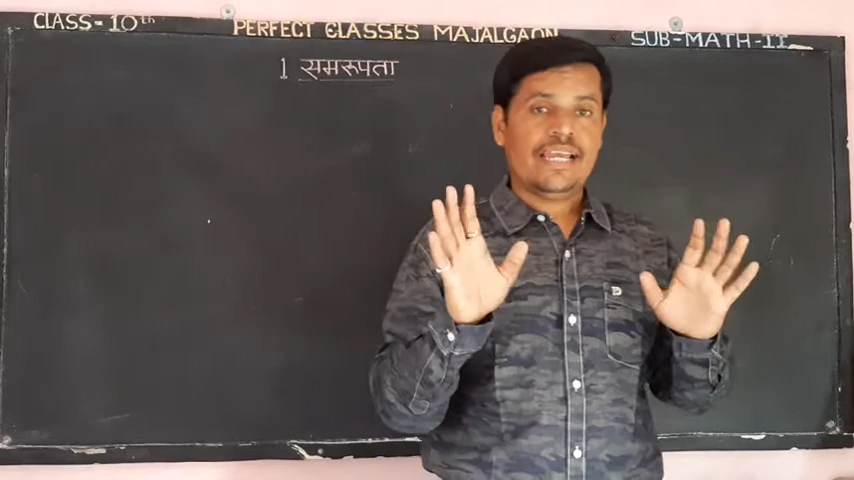 CLASS-10th PERFECT CLASSES MAJALGAON SUB-MATH-II
1 समरूपता